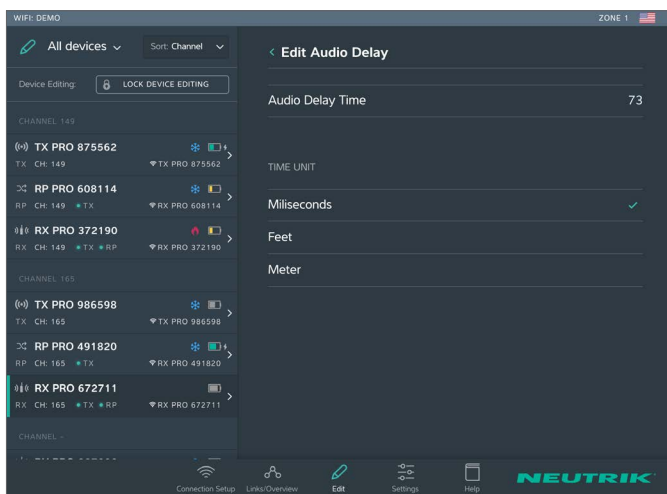 WIFI: DEMO
ZONE 1
All devices
Sort: Channel
Device Editing:
LOCK DEVICE EDITING
CHANNEL 149
TX PRO 875562
TX CH: 149
TX PRO 875562
RP PRO 608114
RP CH: 149 TX
RX PRO 608114
RX PRO 372190
RX CH: 149 TX RP
RX PRO 372190
CHANNEL 165
TX PRO 986598
TX CH: 165
TX PRO 986598
RP PRO 491820
RP CH: 165 TX
RX PRO 491820
RX PRO 672711
RX CH: 165 TX RP
RX PRO 672711
CHANNEL -
Edit Audio Delay
Audio Delay Time 73
TIME UNIT
Miliseconds
Feet
Meter
Connection Setup
Links/Overview
Edit
Settings
Help
NEUTRIK